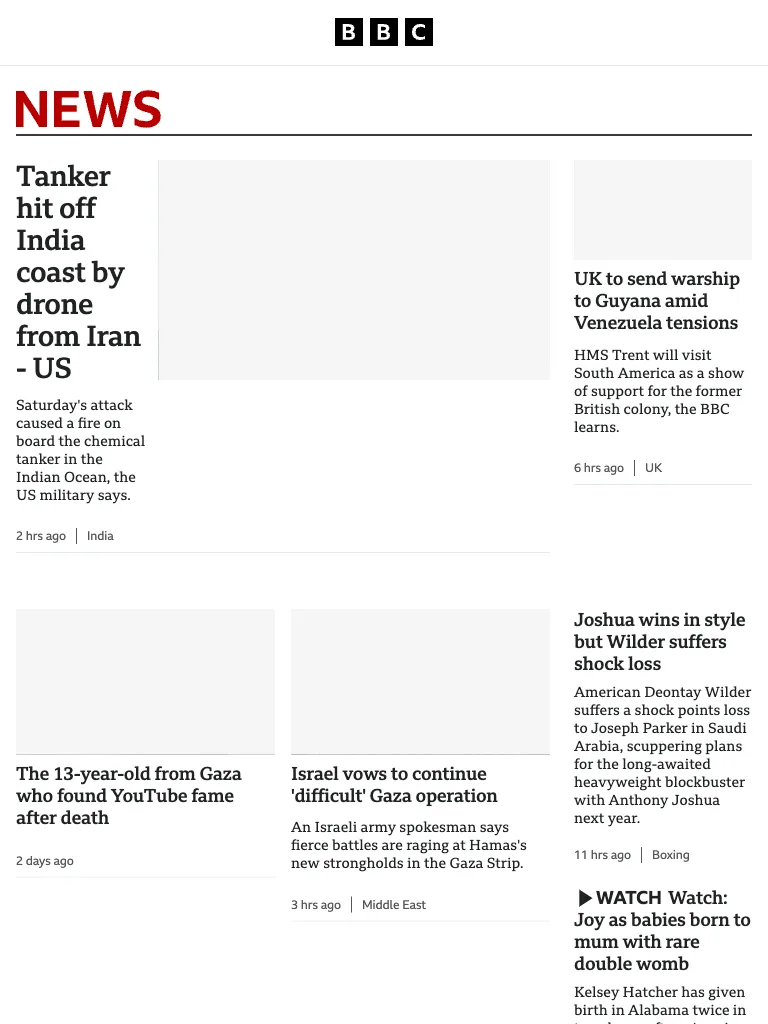 BBC
NEWS
Tanker
hit off
India
coast by
drone
from Iran
- US
Saturday's attack
caused a fire on
board the chemical
tanker in the
Indian Ocean, the
US military says.
2 hrs ago | India
UK to send warship
to Guyana amid
Venezuela tensions
HMS Trent will visit
South America as a show
of support for the former
British colony, the BBC
learns.
6 hrs ago | UK
The 13-year-old from Gaza
who found YouTube fame
after death
2 days ago
Israel vows to continue
'difficult' Gaza operation
An Israeli army spokesman says
fierce battles are raging at Hamas's
new strongholds in the Gaza Strip.
3 hrs ago | Middle East
Joshua wins in style
but Wilder suffers
shock loss
American Deontay Wilder
suffers a shock points loss
to Joseph Parker in Saudi
Arabia, scuppering plans
for the long-awaited
heavyweight blockbuster
with Anthony Joshua
next year.
11 hrs ago | Boxing
WATCH Watch:
Joy as babies born to
mum with rare
double womb
Kelsey Hatcher has given
birth in Alabama twice in